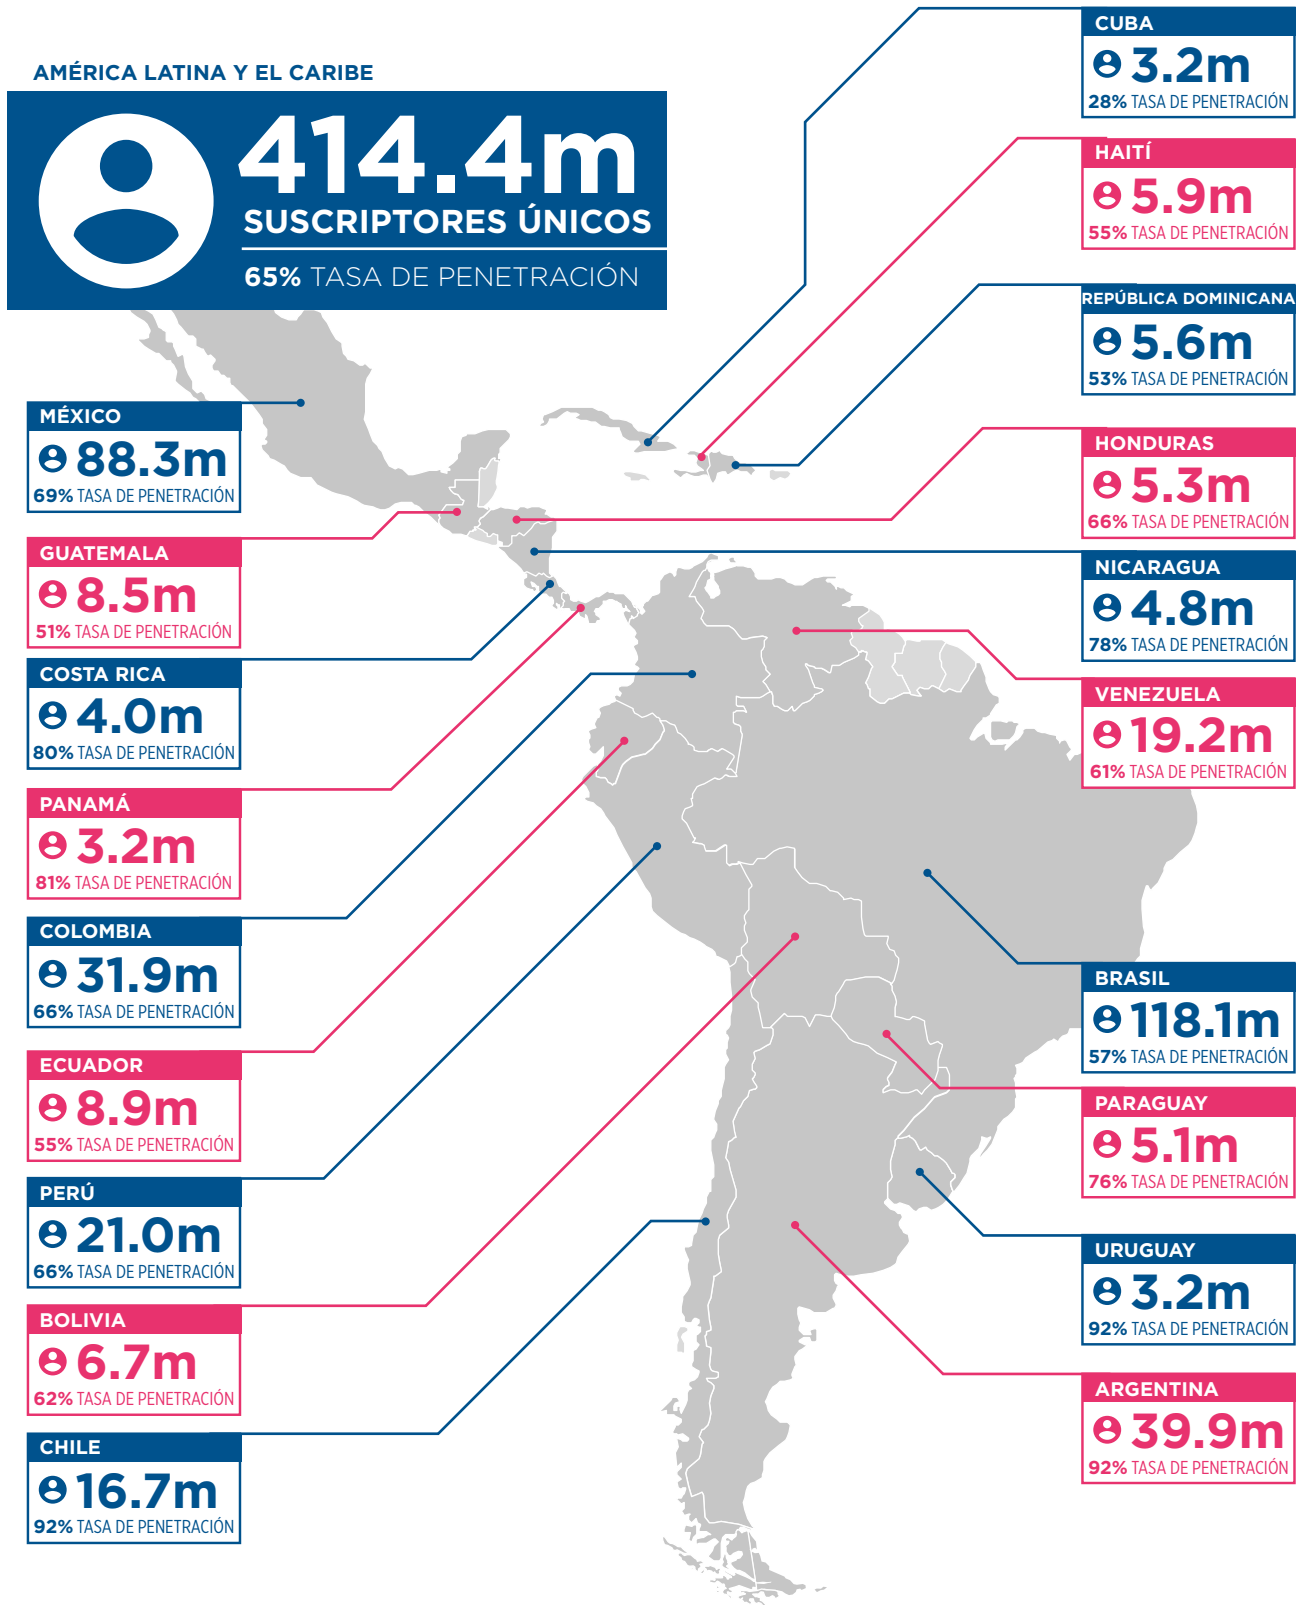 AMÉRICA LATINA Y EL CARIBE
414.4m
SUSCRIPTORES ÚNICOS
65% TASA DE PENETRACIÓN
MÉXICO
88.3m
69% TASA DE PENETRACIÓN
GUATEMALA
8.5m
51% TASA DE PENETRACIÓN
COSTA RICA
4.0m
80% TASA DE PENETRACIÓN
PANAMÁ
3.2m
81% TASA DE PENETRACIÓN
COLOMBIA
31.9m
66% TASA DE PENETRACIÓN
ECUADOR
8.9m
55% TASA DE PENETRACIÓN
PERÚ
21.0m
66% TASA DE PENETRACIÓN
BOLIVIA
6.7m
62% TASA DE PENETRACIÓN
CHILE
16.7m
92% TASA DE PENETRACIÓN
CUBA
3.2m
28% TASA DE PENETRACIÓN
HAITÍ
5.9m
55% TASA DE PENETRACIÓN
REPÚBLICA DOMINICANA
5.6m
53% TASA DE PENETRACIÓN
HONDURAS
5.3m
66% TASA DE PENETRACIÓN
NICARAGUA
4.8m
78% TASA DE PENETRACIÓN
VENEZUELA
19.2m
61% TASA DE PENETRACIÓN
BRASIL
118.1m
57% TASA DE PENETRACIÓN
PARAGUAY
5.1m
76% TASA DE PENETRACIÓN
URUGUAY
3.2m
92% TASA DE PENETRACIÓN
ARGENTINA
39.9m
92% TASA DE PENETRACIÓN